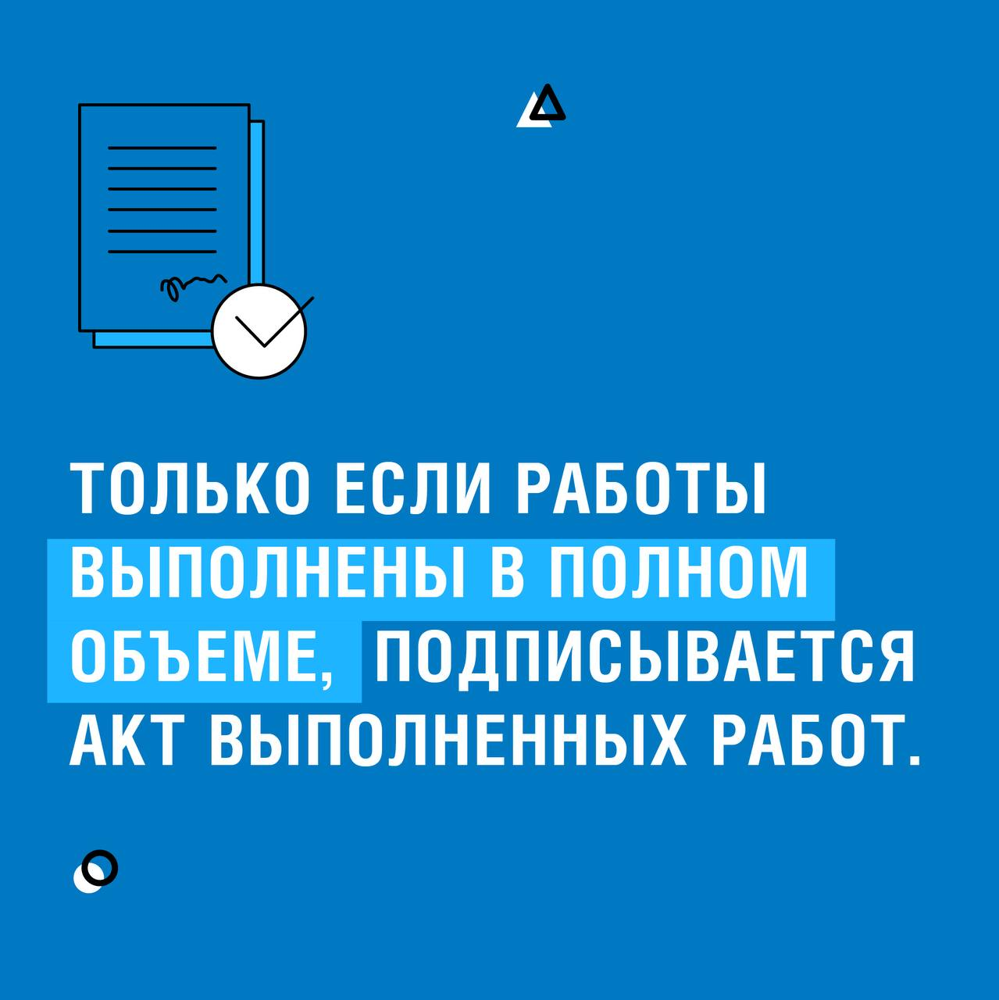 ТОЛЬКО ЕСЛИ РАБОТЫ
ВЫПОЛНЕНЫ В ПОЛНОМ
ОБЪЕМЕ, ПОДПИСЫВАЕТСЯ
АКТ ВЫПОЛНЕННЫХ РАБОТ.